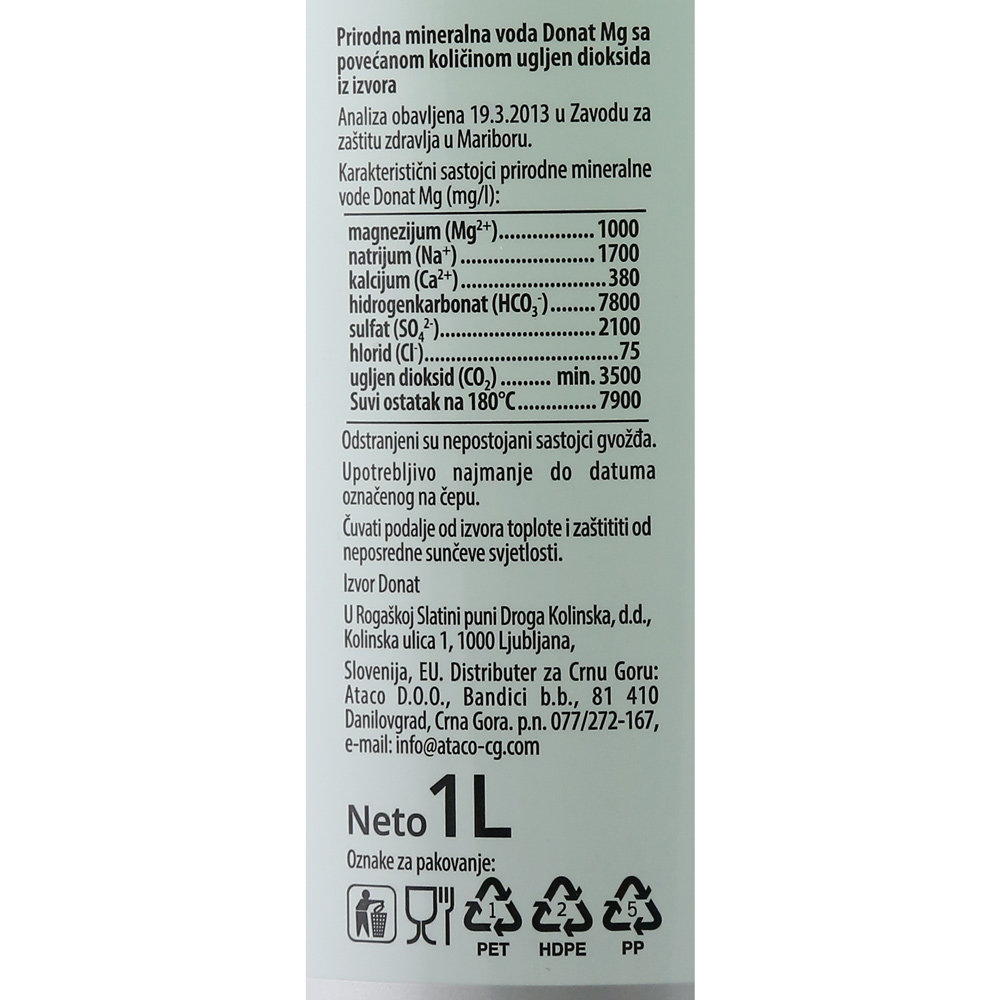 Prirodna mineralna voda Donat Mg sa
povećanom količinom ugljen dioksida
iz izvora
Analiza obavljena 19.3.2013 u Zavodu za
zaštitu zdravlja u Mariboru.
Karakteristični sastojci prirodne mineralne
vode Donat Mg (mg/l):
magnezijum (Mg²⁺)................. 1000
natrijum (Na⁺)........................ 1700
kalcijum (Ca²⁺)..........................380
hidrogenkarbonat (HCO₃⁻)........ 7800
sulfat (SO₄²⁻)............................ 2100
hlorid (Cl⁻)...................................75
ugljen dioksid (CO₂)......... min. 3500
Suvi ostatak na 180°C.............. 7900
Odstranjeni su nepostojani sastojci gvožđa.
Upotrebljivo najmanje do datuma
označenog na čepu.
Čuvati podalje od izvora toplote i zaštititi od
neposredne sunčeve svjetlosti.
Izvor Donat
U Rogaškoj Slatini puni Droga Kolinska, d.d.,
Kolinska ulica 1, 1000 Ljubljana,
Slovenija, EU. Distributer za Crnu Goru:
Ataco D.O.O., Bandici b.b., 81 410
Danilovgrad, Crna Gora. p.n. 077/272-167,
e-mail: info@ataco-cg.com
Neto 1L
Oznake za pakovanje:
1 2 5
PET HDPE PP